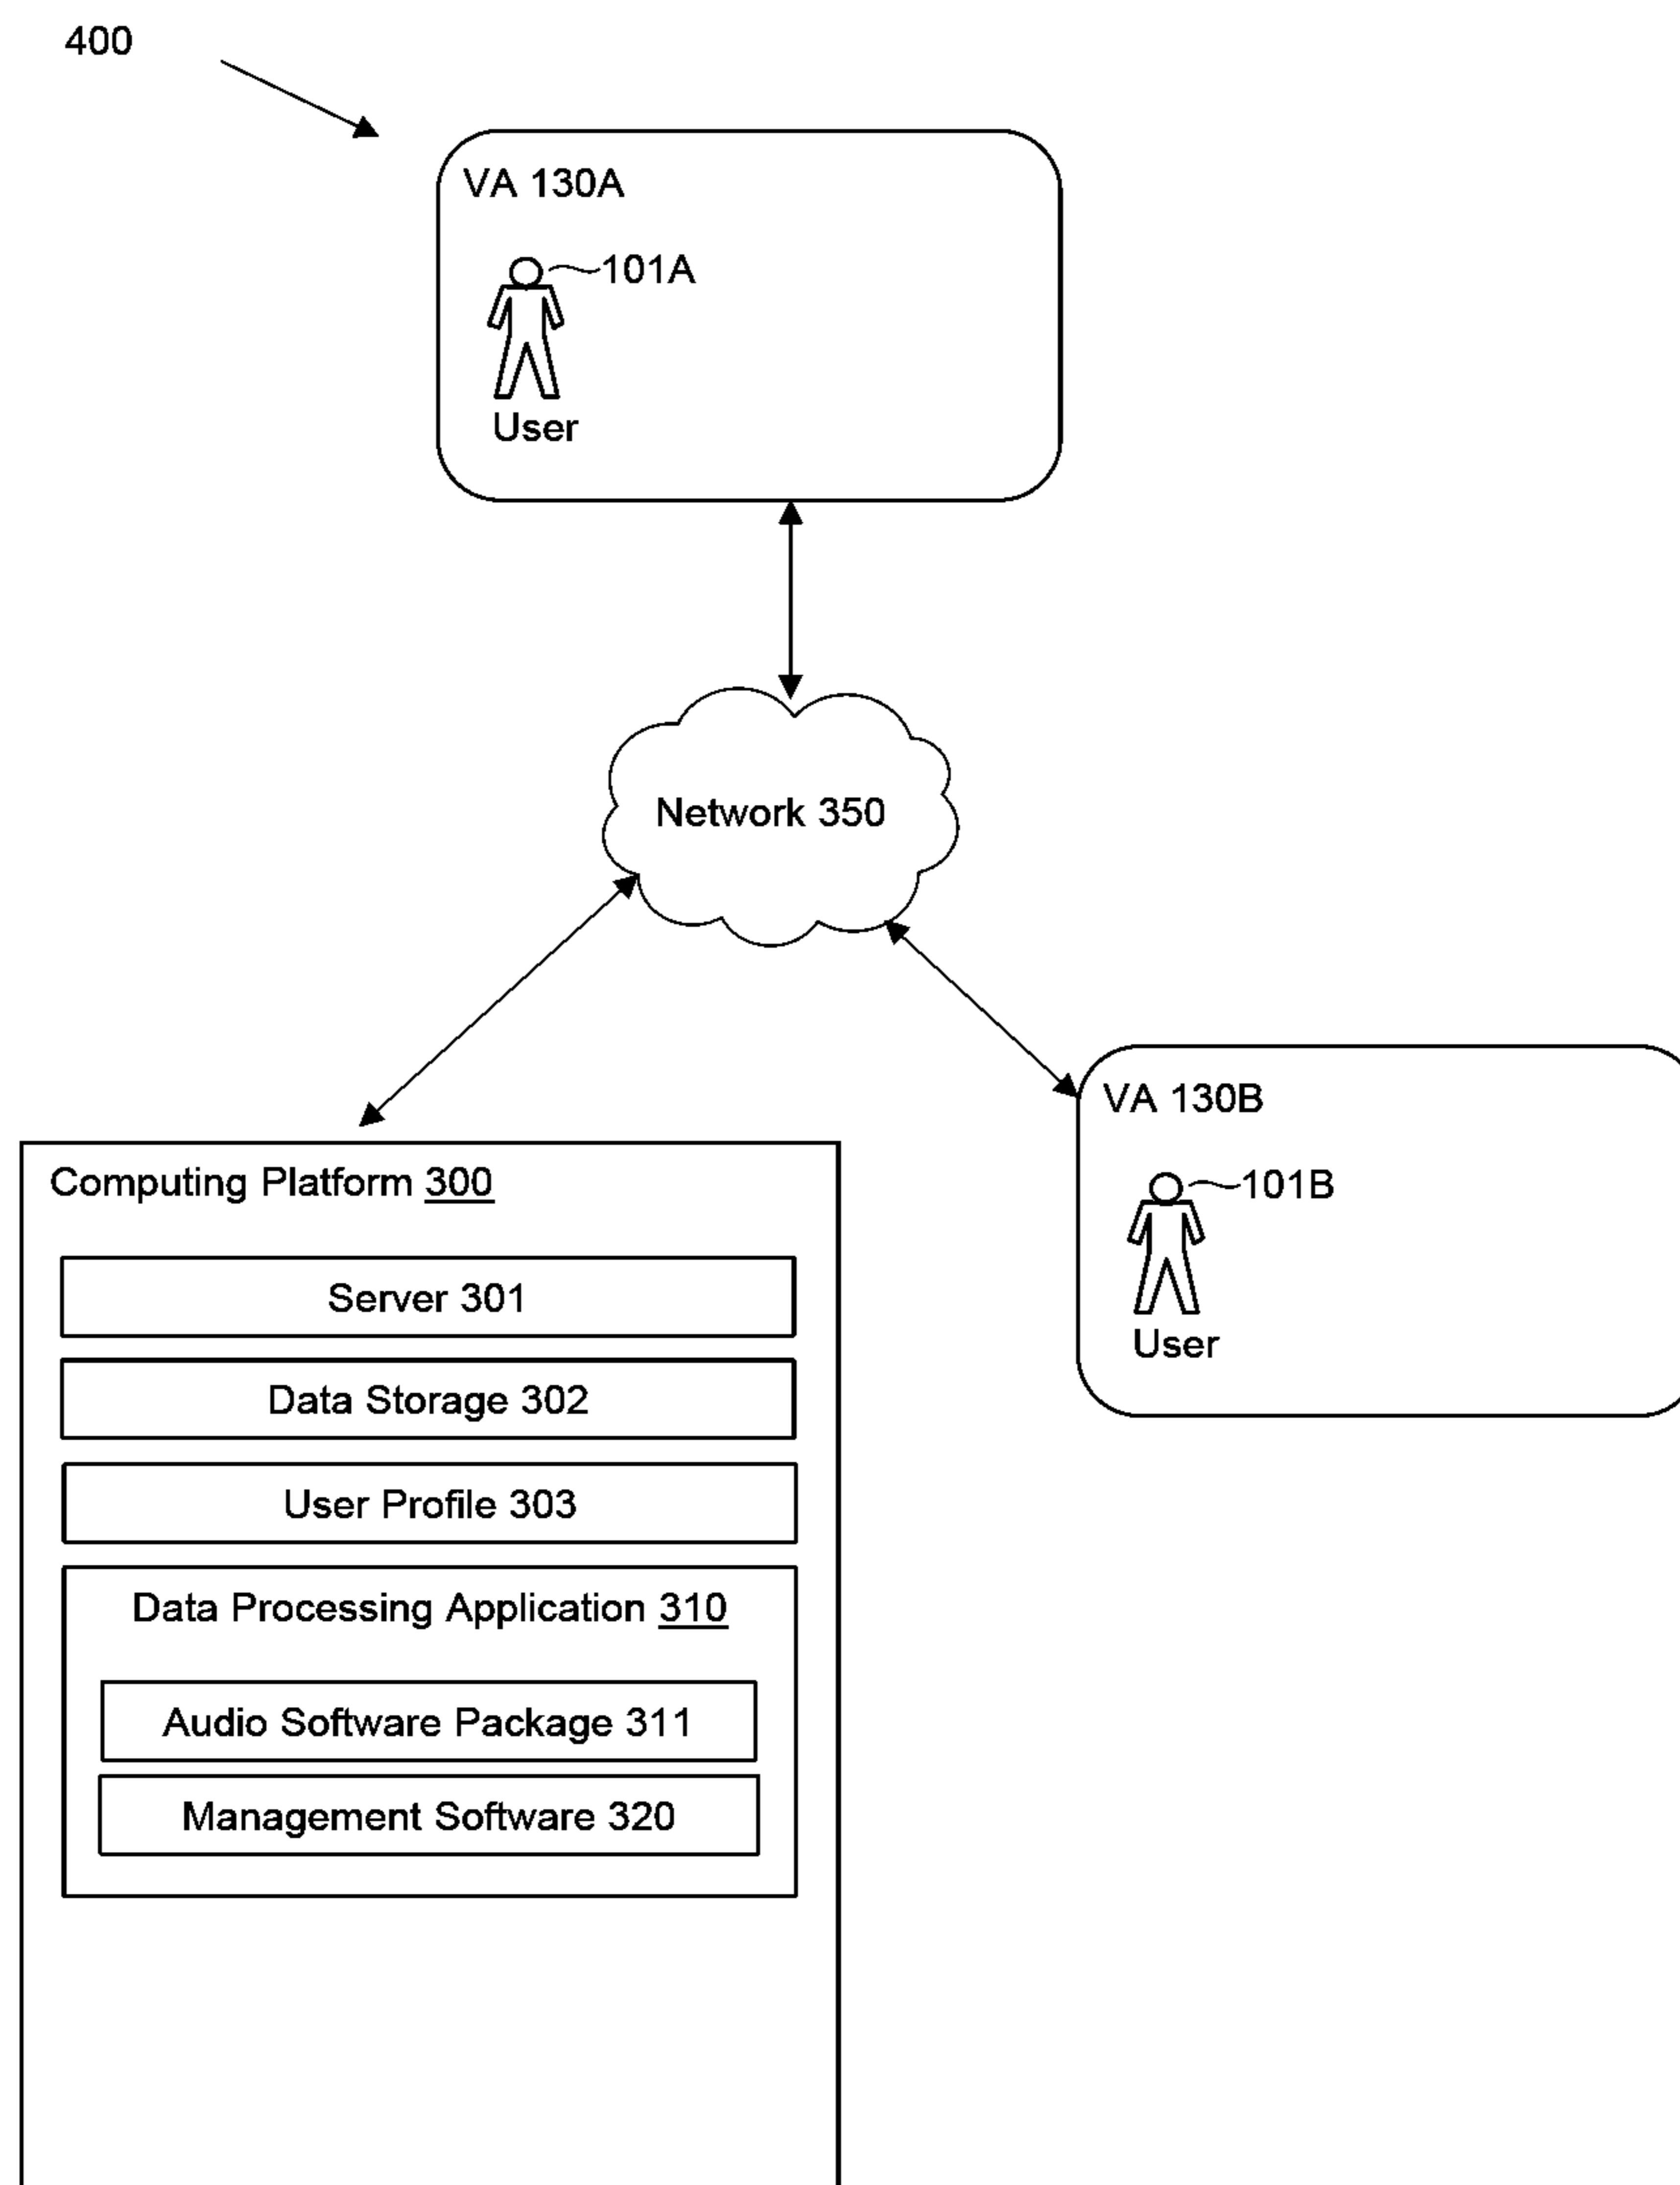 400
VA 130A
101A
User
Network 350
VA 130B
101B
User
Computing Platform 300
Server 301
Data Storage 302
User Profile 303
Data Processing Application 310
Audio Software Package 311
Management Software 320